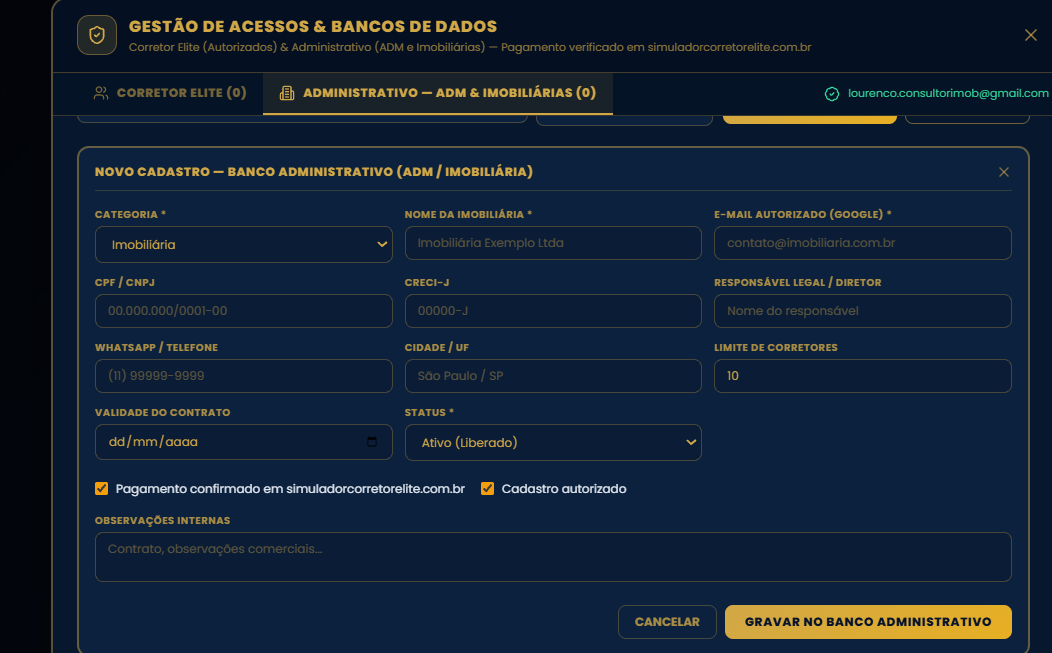 GESTÃO DE ACESSOS & BANCOS DE DADOS
Corretor Elite (Autorizados) & Administrativo (ADM e Imobiliárias) — Pagamento verificado em simuladorcorretorelite.com.br
CORRETOR ELITE (0)
ADMINISTRATIVO — ADM & IMOBILIÁRIAS (0)
lourenco.consultorimob@gmail.com
NOVO CADASTRO — BANCO ADMINISTRATIVO (ADM / IMOBILIÁRIA)
CATEGORIA * NOME DA IMOBILIÁRIA * E-MAIL AUTORIZADO (GOOGLE) *
Imobiliária Imobiliária Exemplo Ltda contato@imobiliaria.com.br
CPF / CNPJ CRECI-J RESPONSÁVEL LEGAL / DIRETOR
00.000.000/0001-00 00000-J Nome do responsável
WHATSAPP / TELEFONE CIDADE / UF LIMITE DE CORRETORES
(11) 99999-9999 São Paulo / SP 10
VALIDADE DO CONTRATO STATUS *
dd/mm/aaaa Ativo (Liberado)
Pagamento confirmado em simuladorcorretorelite.com.br Cadastro autorizado
OBSERVAÇÕES INTERNAS
Contrato, observações comerciais...
CANCELAR GRAVAR NO BANCO ADMINISTRATIVO